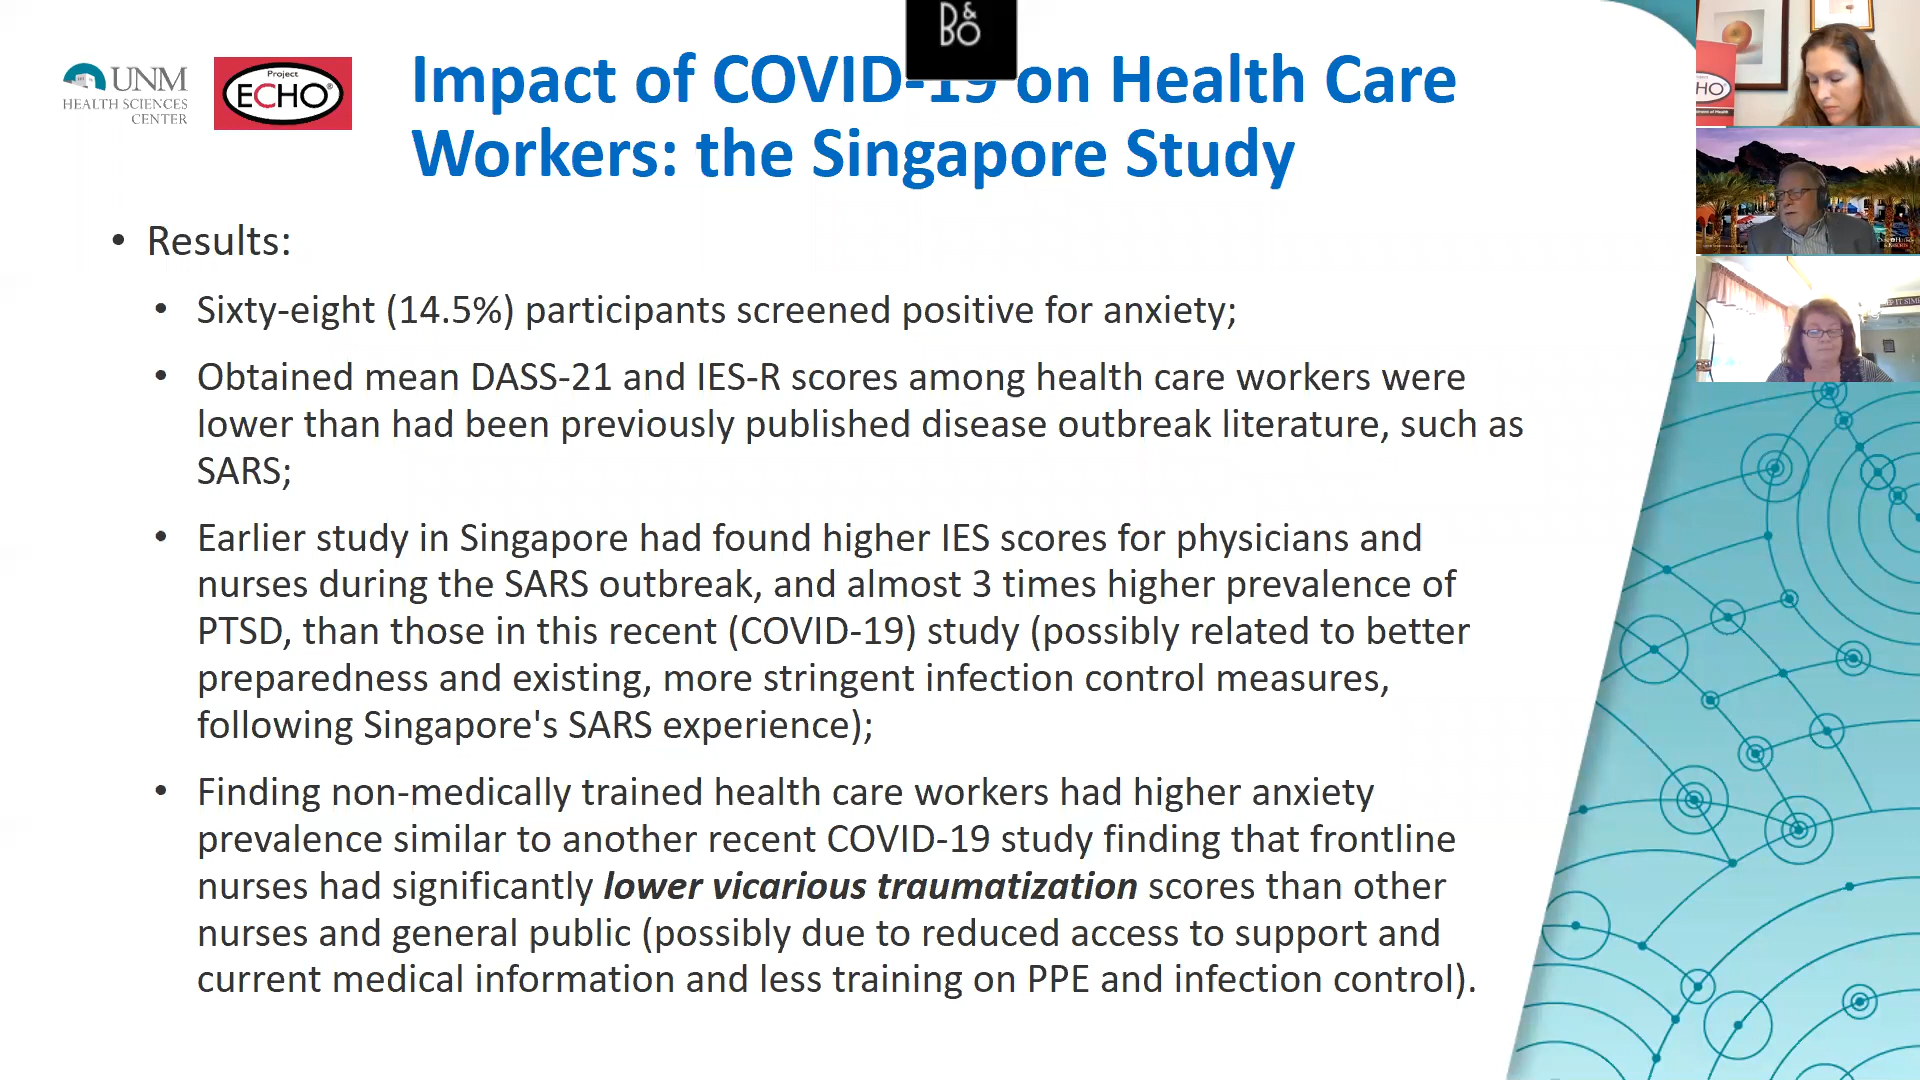 B&O
UNM
HEALTH SCIENCES
CENTER
Project
ECHO®
Impact of COVID-19 on Health Care
Workers: the Singapore Study
• Results:
• Sixty-eight (14.5%) participants screened positive for anxiety;
• Obtained mean DASS-21 and IES-R scores among health care workers were
lower than had been previously published disease outbreak literature, such as
SARS;
• Earlier study in Singapore had found higher IES scores for physicians and
nurses during the SARS outbreak, and almost 3 times higher prevalence of
PTSD, than those in this recent (COVID-19) study (possibly related to better
preparedness and existing, more stringent infection control measures,
following Singapore's SARS experience);
• Finding non-medically trained health care workers had higher anxiety
prevalence similar to another recent COVID-19 study finding that frontline
nurses had significantly lower vicarious traumatization scores than other
nurses and general public (possibly due to reduced access to support and
current medical information and less training on PPE and infection control).
HO